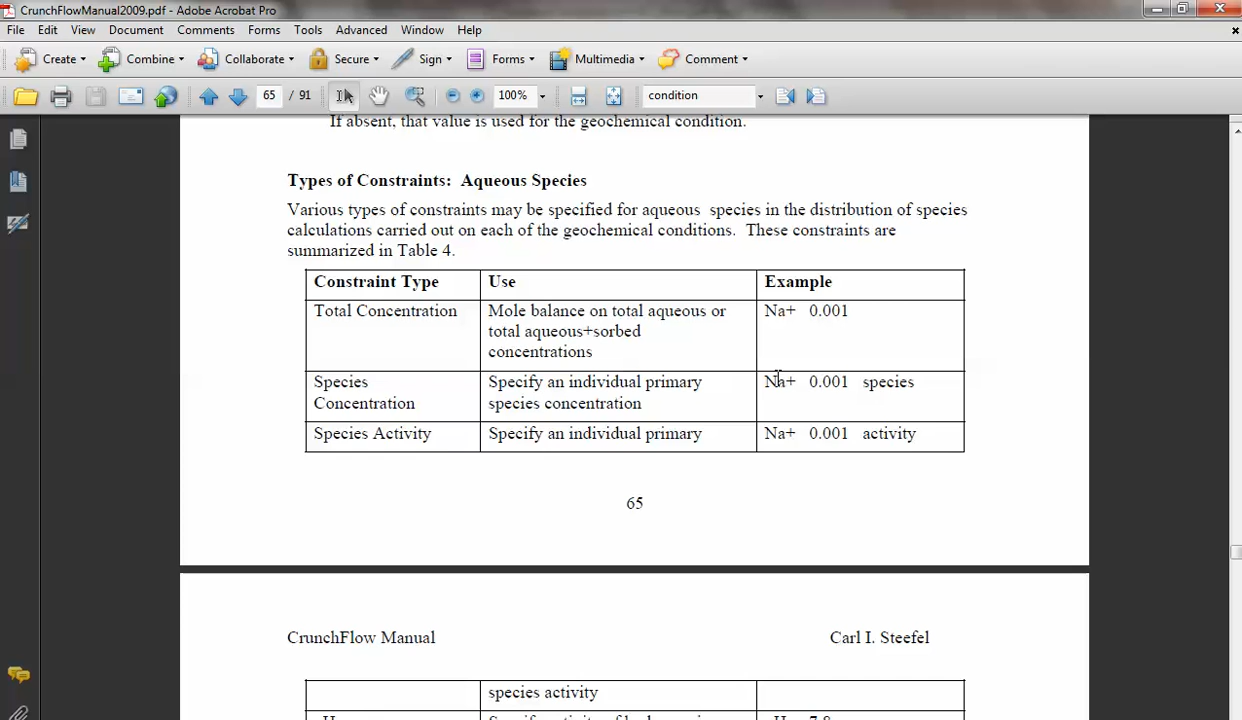 CrunchFlowManual2009.pdf - Adobe Acrobat Pro
File Edit View Document Comments Forms Tools Advanced Window Help
Create Combine Collaborate Secure Sign Forms Multimedia Comment
65 / 91 100% condition
If absent, that value is used for the geochemical condition.
Types of Constraints: Aqueous Species
Various types of constraints may be specified for aqueous species in the distribution of species
calculations carried out on each of the geochemical conditions. These constraints are
summarized in Table 4.
Constraint Type Use Example
Total Concentration Mole balance on total aqueous or Na+ 0.001
total aqueous+sorbed
concentrations
Species Specify an individual primary Na+ 0.001 species
Concentration species concentration
Species Activity Specify an individual primary Na+ 0.001 activity
65
CrunchFlow Manual Carl I. Steefel
species activity